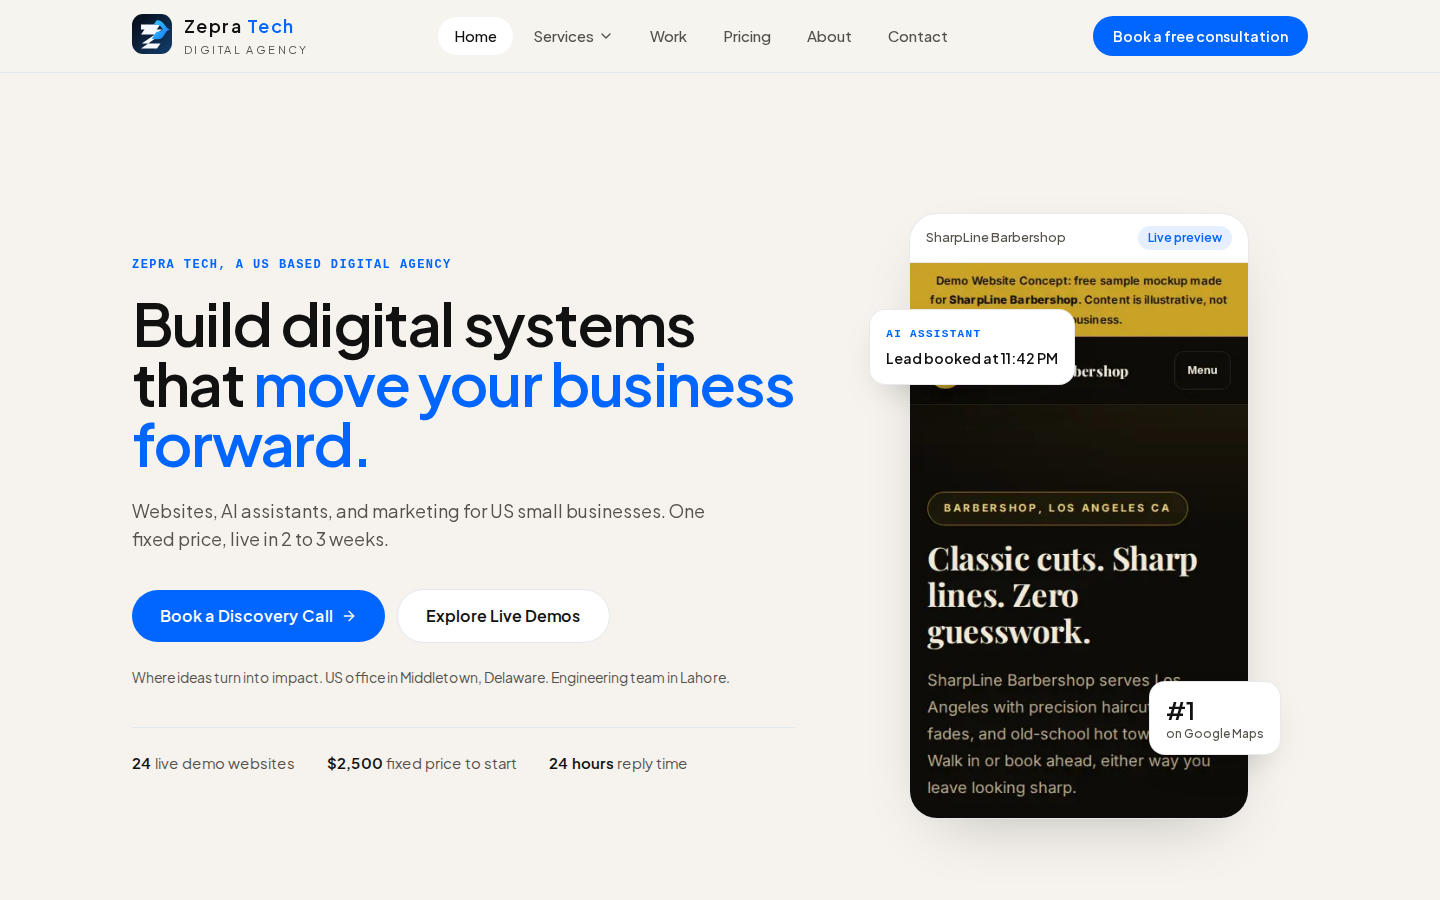 Zepra Tech
DIGITAL AGENCY
Home
Services
Work
Pricing
About
Contact
Book a free consultation
ZEPRA TECH, A US BASED DIGITAL AGENCY
Build digital systems
that move your business
forward.
Websites, AI assistants, and marketing for US small businesses. One
fixed price, live in 2 to 3 weeks.
Book a Discovery Call
Explore Live Demos
Where ideas turn into impact. US office in Middletown, Delaware. Engineering team in Lahore.
24 live demo websites
$2,500 fixed price to start
24 hours reply time
SharpLine Barbershop
Live preview
Demo Website Concept: free sample mockup made
for SharpLine Barbershop. Content is illustrative, not
business.
AI ASSISTANT
Lead booked at 11:42 PM
Menu
BARBERSHOP, LOS ANGELES CA
Classic cuts. Sharp
lines. Zero
guesswork.
SharpLine Barbershop serves Los
Angeles with precision
fades, and old-school hot
Walk in or book ahead, either way you
leave looking sharp.
#1
on Google Maps